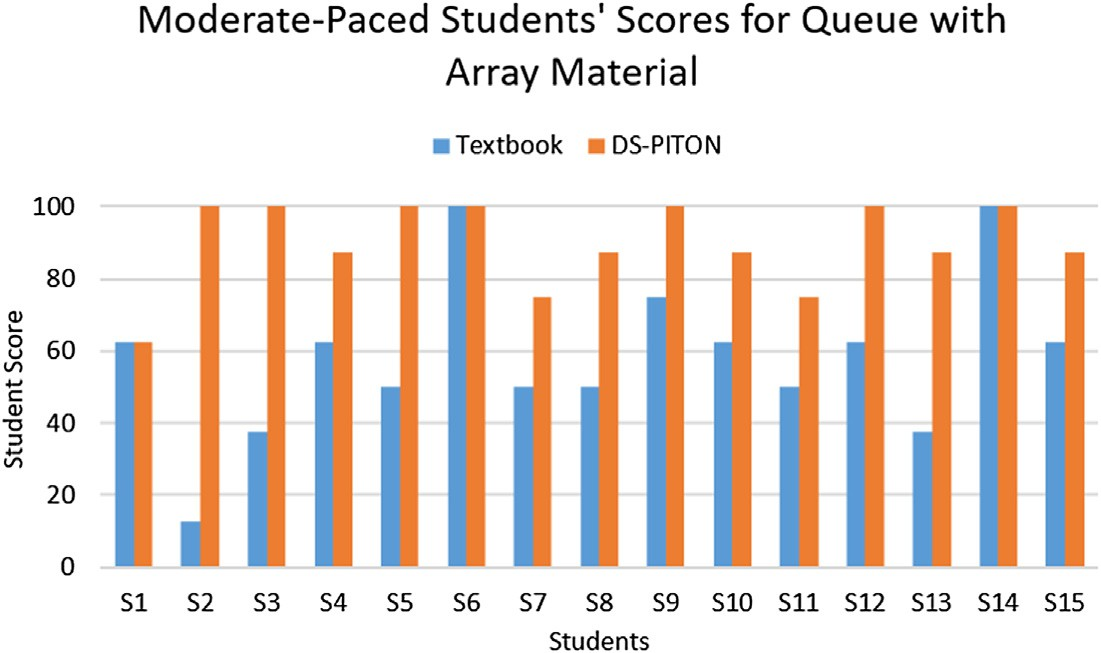 Moderate-Paced Students' Scores for Queue with
Array Material
Textbook DS-PITON
Student Score
100
80
60
40
20
0
S1 S2 S3 S4 S5 S6 S7 S8 S9 S10 S11 S12 S13 S14 S15
Students